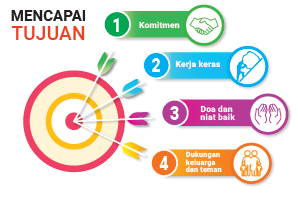 MENCAPAI
TUJUAN
1
Komitmen
2
Kerja keras
3
Doa dan
niat baik
4
Dukungan
keluarga
dan teman